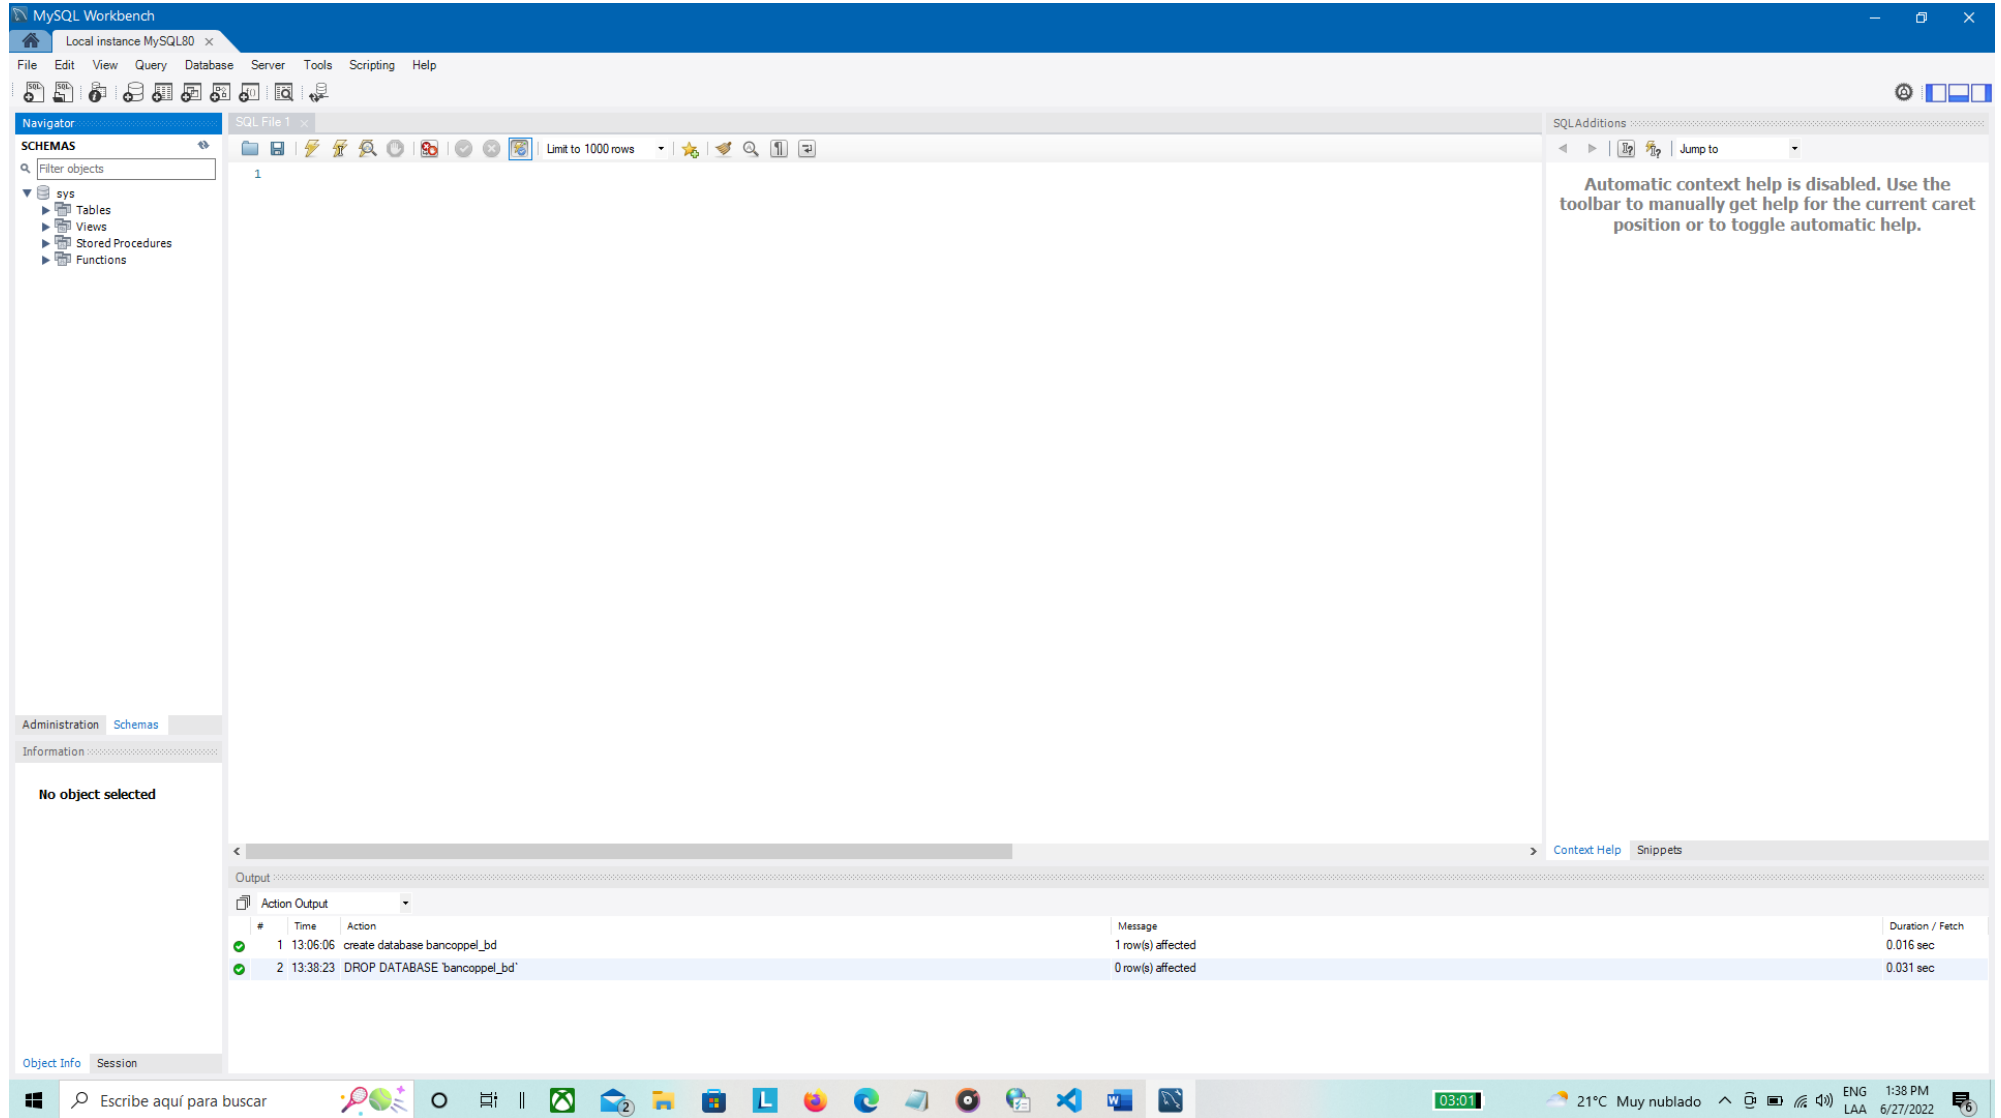 MySQL Workbench
Local instance MySQL80
File Edit View Query Database Server Tools Scripting Help
Navigator
SCHEMAS
Filter objects
sys
Tables
Views
Stored Procedures
Functions
Administration Schemas
Information
No object selected
Object Info Session
SQL File 1
Limit to 1000 rows
1
SQLAdditions
Jump to
Automatic context help is disabled. Use the
toolbar to manually get help for the current caret
position or to toggle automatic help.
Context Help Snippets
Output
Action Output
# Time Action Message Duration / Fetch
1 13:06:06 create database bancoppel_bd 1 row(s) affected 0.016 sec
2 13:38:23 DROP DATABASE `bancoppel_bd` 0 row(s) affected 0.031 sec
Escribe aquí para buscar
2
L
W
03:01
21°C Muy nublado
ENG
LAA
1:38 PM
6/27/2022
6